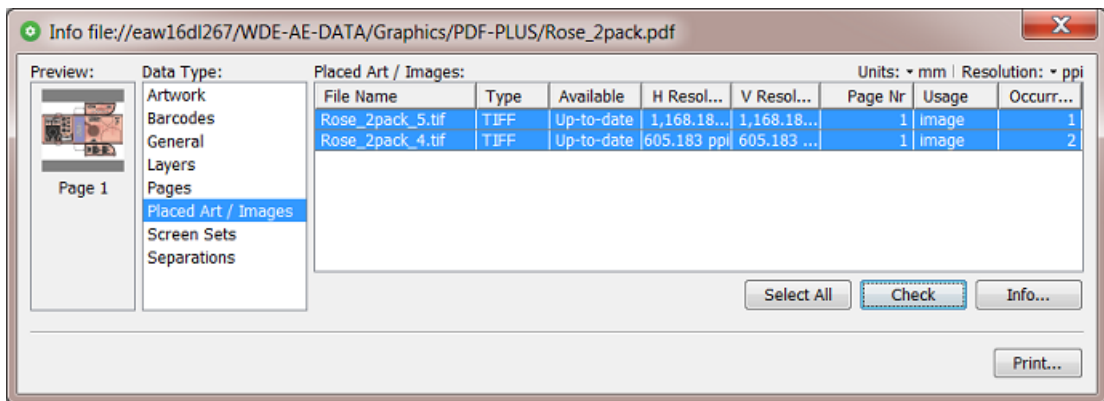 Info file://eaw16dl267/WDE-AE-DATA/Graphics/PDF-PLUS/Rose_2pack.pdf
X
Preview: Data Type: Placed Art / Images: Units: mm Resolution: ppi
File Name Type Available H Resol... V Resol... Page Nr Usage Occurr...
Rose_2pack_5.tif TIFF Up-to-date 1,168.18... 1,168.18... 1 image 1
Rose_2pack_4.tif TIFF Up-to-date 605.183 ppi 605.183 ... 1 image 2
Page 1
Artwork
Barcodes
General
Layers
Pages
Placed Art / Images
Screen Sets
Separations
Select All Check Info...
Print...